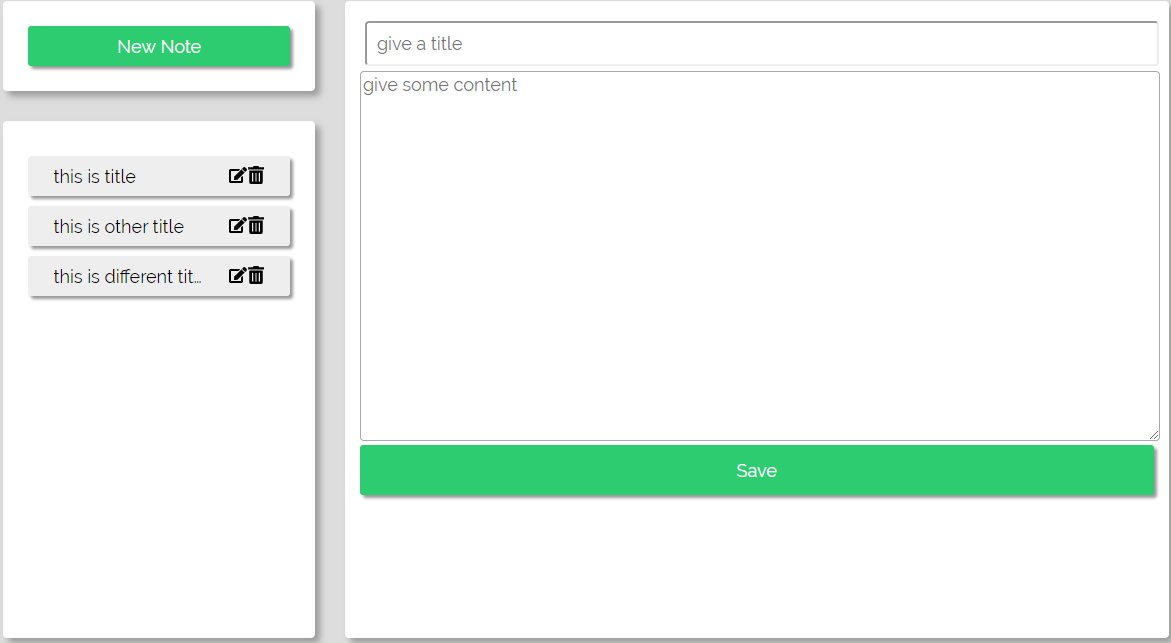 New Note
this is title
this is other title
this is different tit...
give a title
give some content
Save